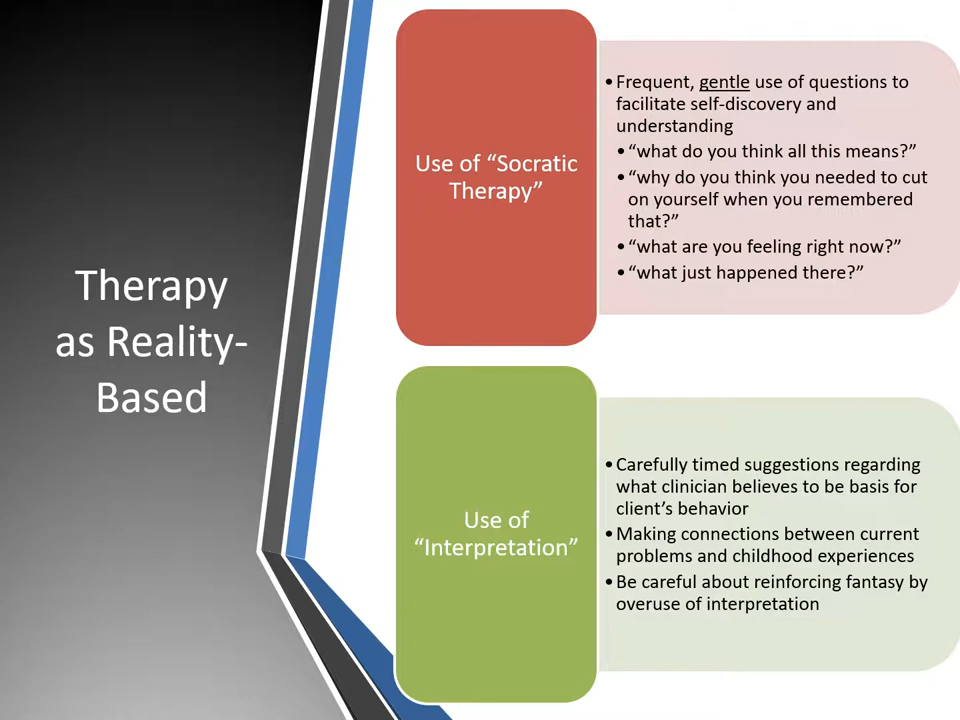 Therapy
as Reality-
Based
Use of “Socratic
Therapy”
•Frequent, gentle use of questions to
facilitate self-discovery and
understanding
•“what do you think all this means?”
•“why do you think you needed to cut
on yourself when you remembered
that?”
•“what are you feeling right now?”
•“what just happened there?”
Use of
“Interpretation”
•Carefully timed suggestions regarding
what clinician believes to be basis for
client’s behavior
•Making connections between current
problems and childhood experiences
•Be careful about reinforcing fantasy by
overuse of interpretation